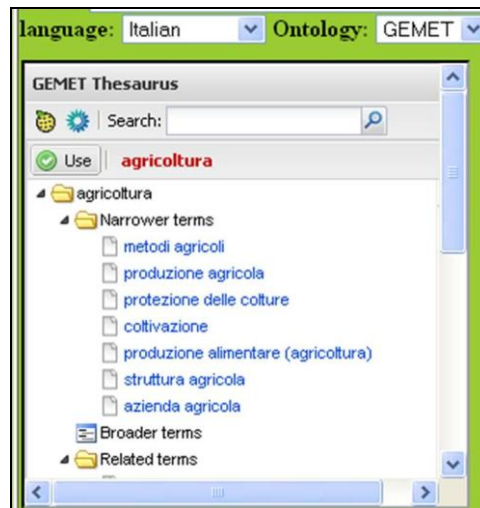 language: Italian Ontology: GEMET
GEMET Thesaurus
Search:
Use agricoltura
agricoltura
Narrower terms
metodi agricoli
produzione agricola
protezione delle colture
coltivazione
produzione alimentare (agricoltura)
struttura agricola
azienda agricola
Broader terms
Related terms